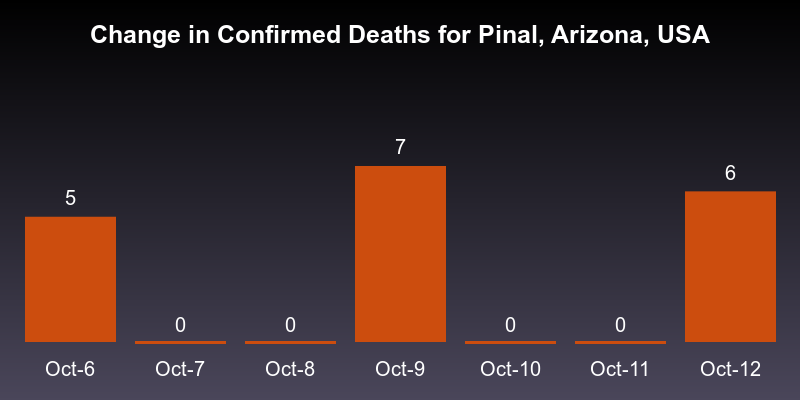 Change in Confirmed Deaths for Pinal, Arizona, USA
5
0
0
7
0
0
6
Oct-6
Oct-7
Oct-8
Oct-9
Oct-10
Oct-11
Oct-12